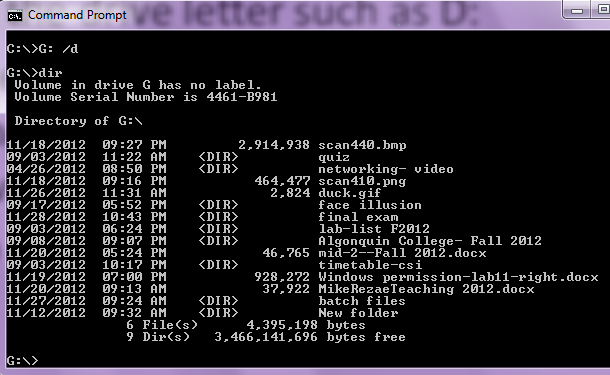 drive letter such as D:
Command Prompt
C:\>G: /d
G:\>dir
Volume in drive G has no label.
Volume Serial Number is 4461-B981
Directory of G:\
11/18/2012 09:27 PM 2,914,938 scan440.bmp
09/03/2012 11:22 AM <DIR> quiz
04/26/2012 08:50 PM <DIR> networking- video
11/18/2012 09:16 PM 464,477 scan410.png
11/26/2012 11:31 AM 2,824 duck.gif
09/17/2012 05:52 PM <DIR> face illusion
11/28/2012 10:43 PM <DIR> final exam
09/03/2012 06:24 PM <DIR> lab-list F2012
09/08/2012 09:07 PM <DIR> Algonquin College- Fall 2012
11/20/2012 05:24 PM 46,765 mid-2--Fall 2012.docx
09/03/2012 10:17 PM <DIR> timetable-csi
11/19/2012 07:00 PM 928,272 Windows permission-lab11-right.docx
11/20/2012 09:13 AM 37,922 MikeRezaeTeaching 2012.docx
11/27/2012 09:24 AM <DIR> batch files
11/12/2012 09:32 AM <DIR> New folder
6 File(s) 4,395,198 bytes
9 Dir(s) 3,466,141,696 bytes free
G:\>